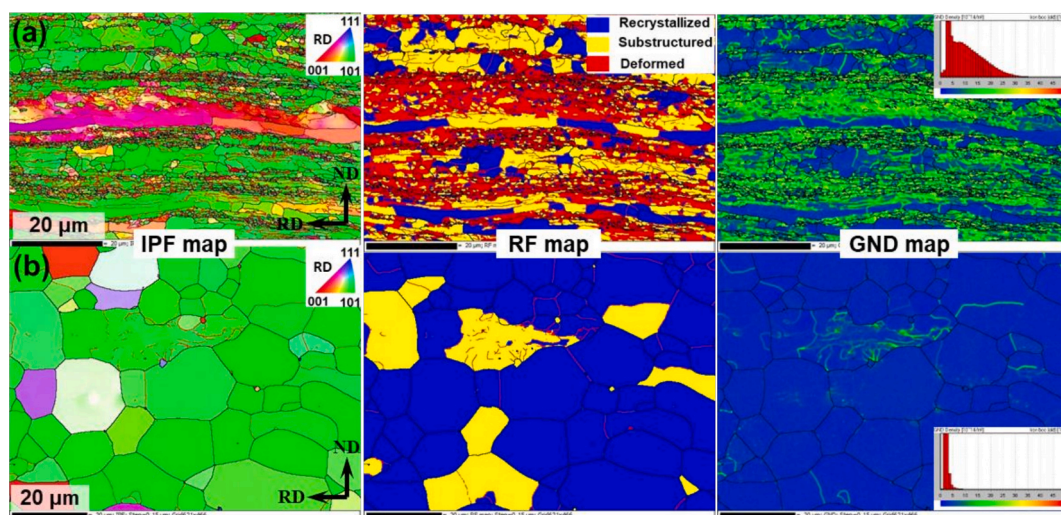 (a)
RD
111
001 101
ND
RD
20 µm
IPF map
Recrystallized
Substructured
Deformed
RF map
GND map
(b)
RD
111
001 101
ND
RD
20 µm